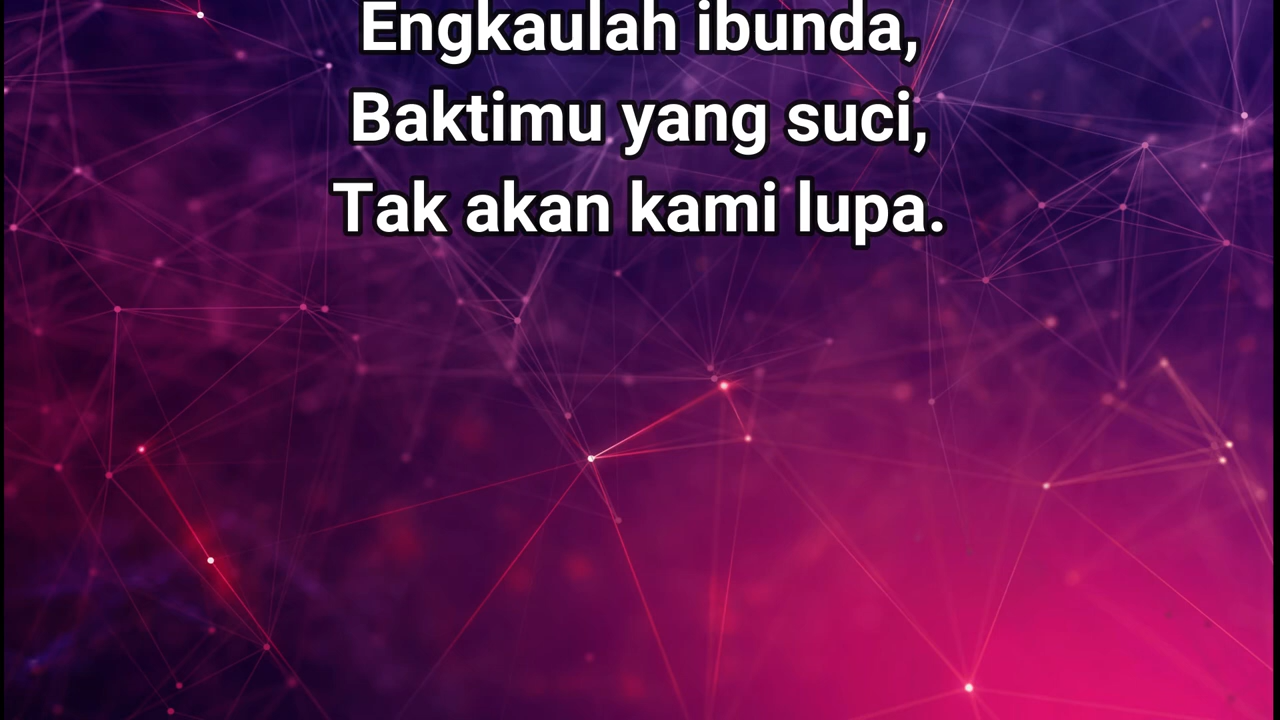 Engkaulah ibunda,
Baktimu yang suci,
Tak akan kami lupa.